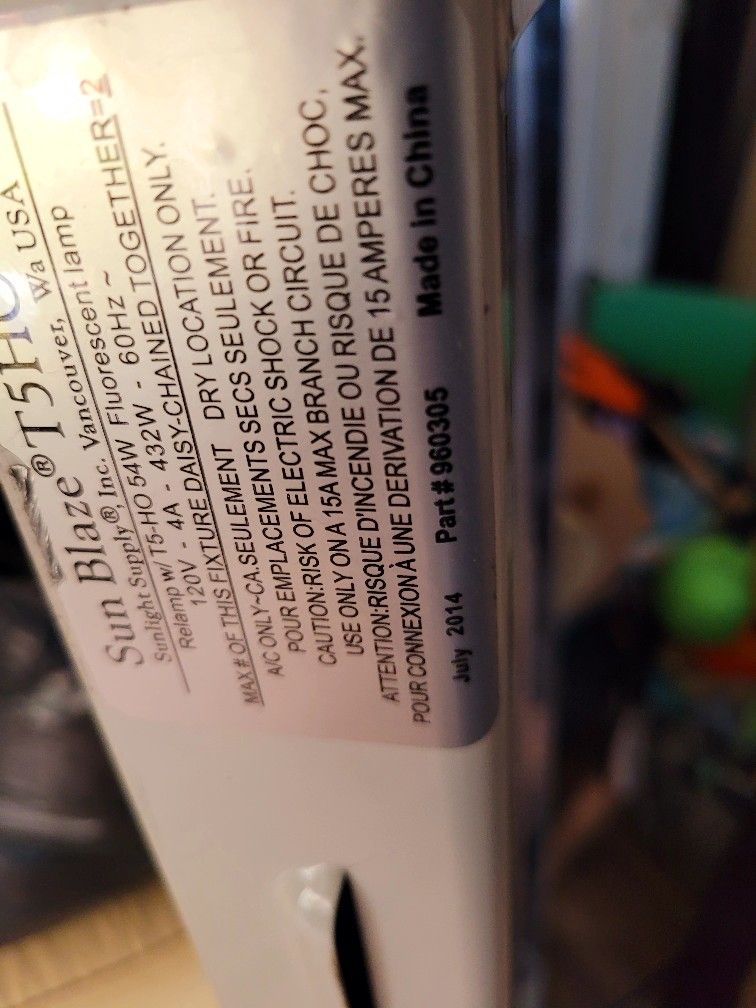 Sun Blaze® T5HO
Sunlight Supply®, Inc. Vancouver, Wa USA
Relamp w/ T5-HO 54W Fluorescent lamp
120V - 4A - 432W - 60Hz ~
MAX # OF THIS FIXTURE DAISY-CHAINED TOGETHER=2
A/C ONLY-CA.SEULEMENT DRY LOCATION ONLY.
POUR EMPLACEMENTS SECS SEULEMENT.
CAUTION:RISK OF ELECTRIC SHOCK OR FIRE.
USE ONLY ON A 15A MAX BRANCH CIRCUIT.
ATTENTION:RISQUE D'INCENDIE OU RISQUE DE CHOC,
POUR CONNEXION À UNE DERIVATION DE 15 AMPERES MAX.
July 2014 Part # 960305 Made in China